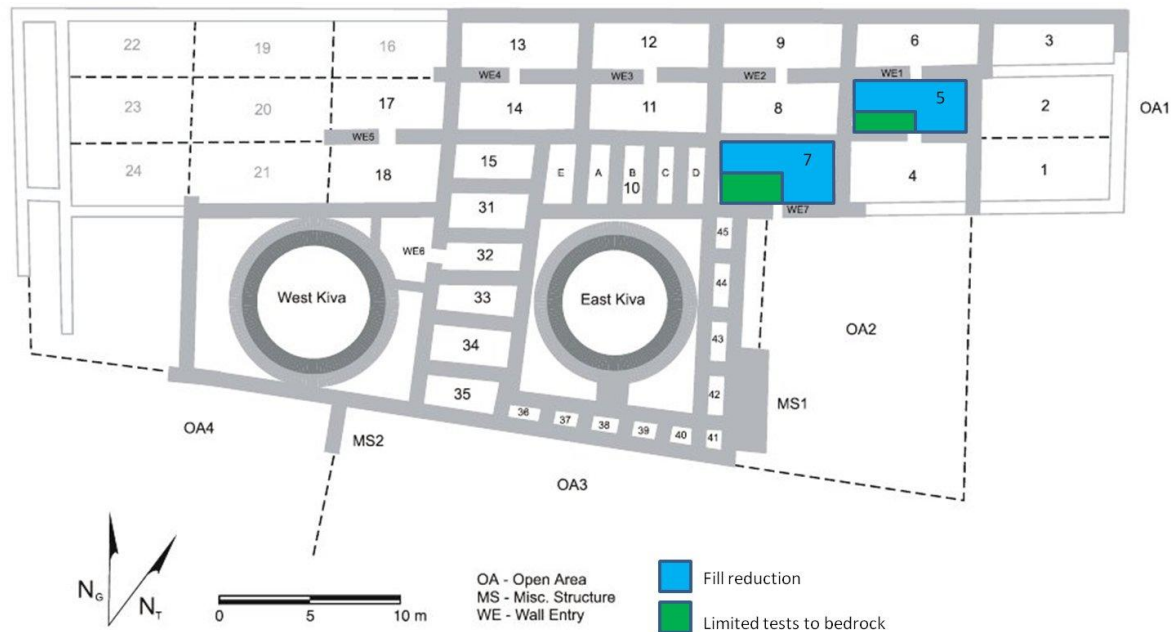 22 19 16 13 12 9 6 3
WE4 WE3 WE2 WE1
23 20 17 14 11 8 5 2 OA1
WE5
24 21 18 15 E A B C D 7 4 1
10
31 WE7
45
WE6 32
44
West Kiva 33 East Kiva
OA2
34 43
35 42 MS1
36 37 38 39 40 41
OA4 MS2
OA3
NG NT
0 5 10 m
OA - Open Area
MS - Misc. Structure
WE - Wall Entry
Fill reduction
Limited tests to bedrock